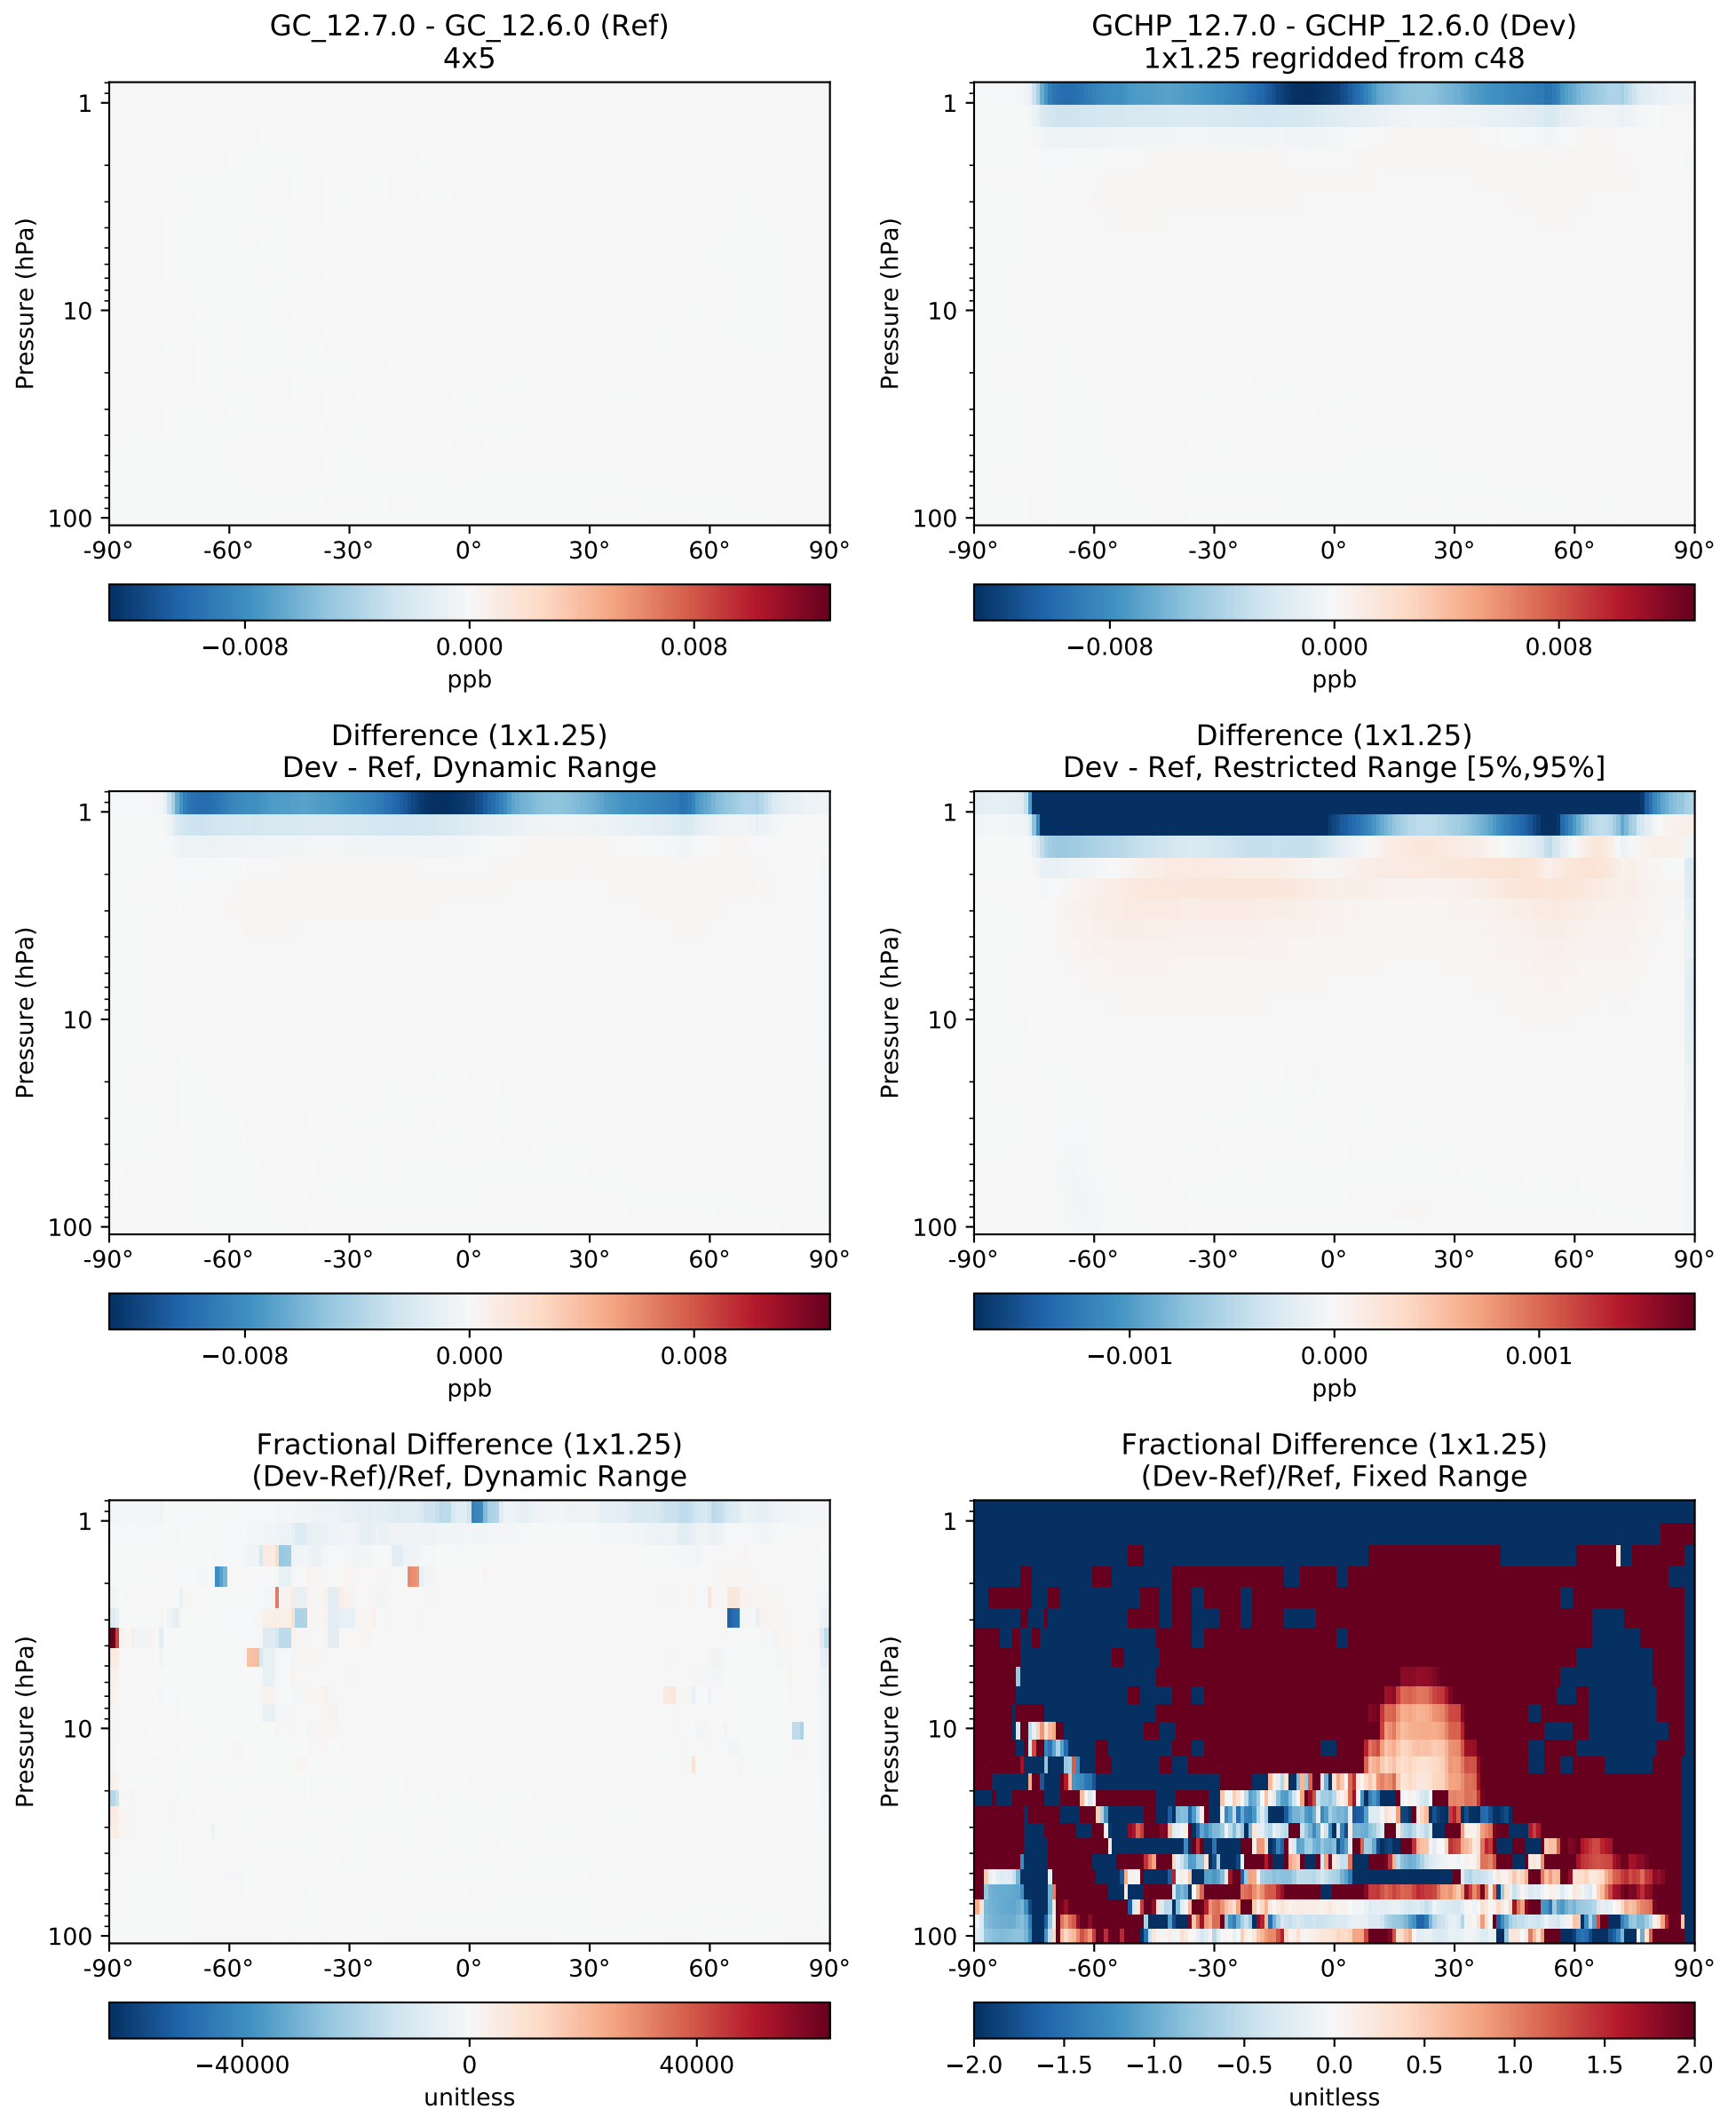 GC_12.7.0 - GC_12.6.0 (Ref)
4x5
Pressure (hPa)
1
10
100
-90° -60° -30° 0° 30° 60° 90°
−0.008 0.000 0.008
ppb
GCHP_12.7.0 - GCHP_12.6.0 (Dev)
1x1.25 regridded from c48
Pressure (hPa)
1
10
100
-90° -60° -30° 0° 30° 60° 90°
−0.008 0.000 0.008
ppb
Difference (1x1.25)
Dev - Ref, Dynamic Range
Pressure (hPa)
1
10
100
-90° -60° -30° 0° 30° 60° 90°
−0.008 0.000 0.008
ppb
Difference (1x1.25)
Dev - Ref, Restricted Range [5%,95%]
Pressure (hPa)
1
10
100
-90° -60° -30° 0° 30° 60° 90°
−0.001 0.000 0.001
ppb
Fractional Difference (1x1.25)
(Dev-Ref)/Ref, Dynamic Range
Pressure (hPa)
1
10
100
-90° -60° -30° 0° 30° 60° 90°
−40000 0 40000
unitless
Fractional Difference (1x1.25)
(Dev-Ref)/Ref, Fixed Range
Pressure (hPa)
1
10
100
-90° -60° -30° 0° 30° 60° 90°
−2.0 −1.5 −1.0 −0.5 0.0 0.5 1.0 1.5 2.0
unitless